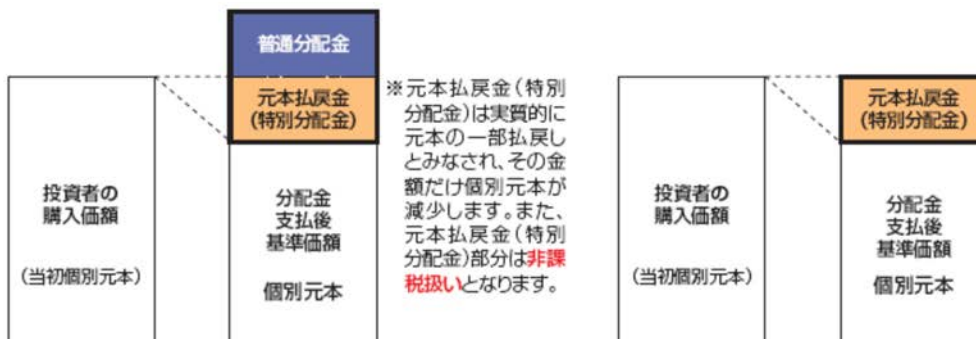 普通分配金
元本払戻金
(特別分配金)
投資者の
購入価額
(当初個別元本)
分配金
支払後
基準価額
個別元本
※元本払戻金(特別
分配金)は実質的に
元本の一部払戻し
とみなされ、その金
額だけ個別元本が
減少します。また、
元本払戻金(特別
分配金)部分は非課
税扱いとなります。
投資者の
購入価額
(当初個別元本)
元本払戻金
(特別分配金)
分配金
支払後
基準価額
個別元本